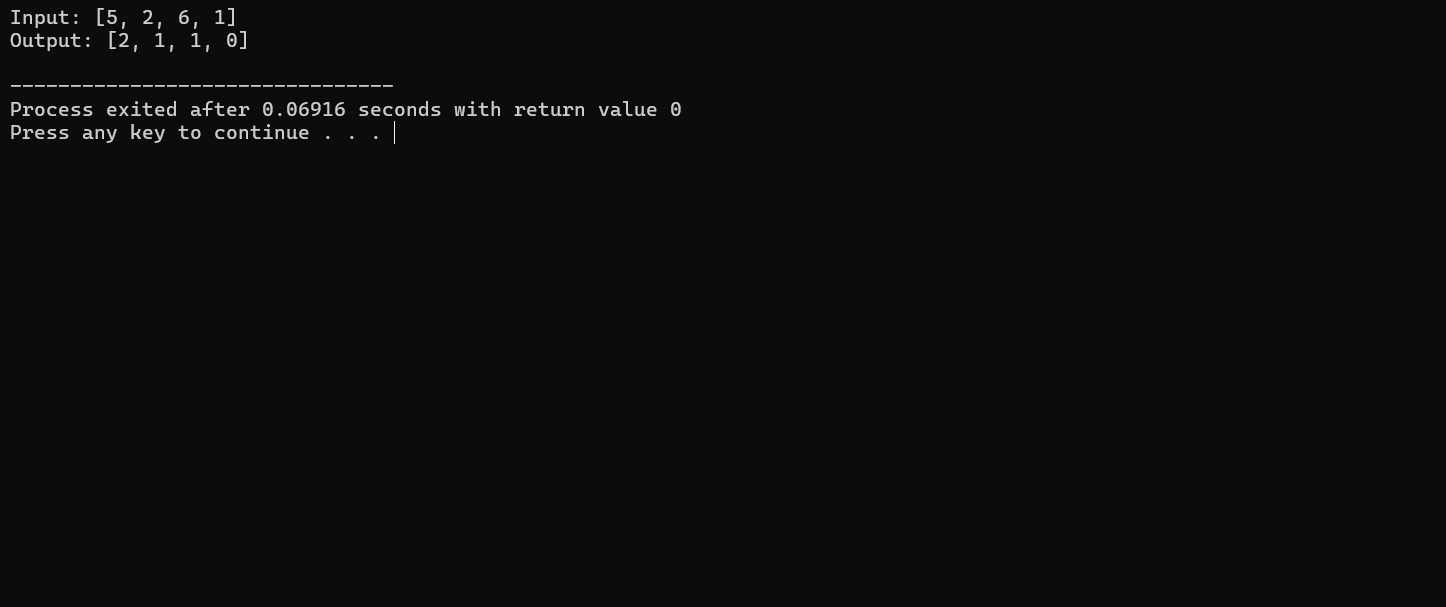 Input: [5, 2, 6, 1]
Output: [2, 1, 1, 0]
--------------------------------
Process exited after 0.06916 seconds with return value 0
Press any key to continue . . .